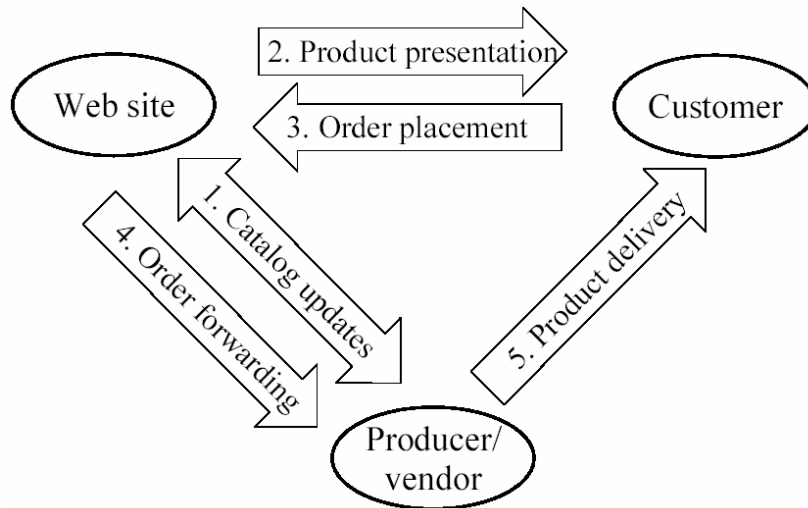 2. Product presentation
Web site
Customer
3. Order placement
1. Catalog updates
4. Order forwarding
5. Product delivery
Producer/
vendor